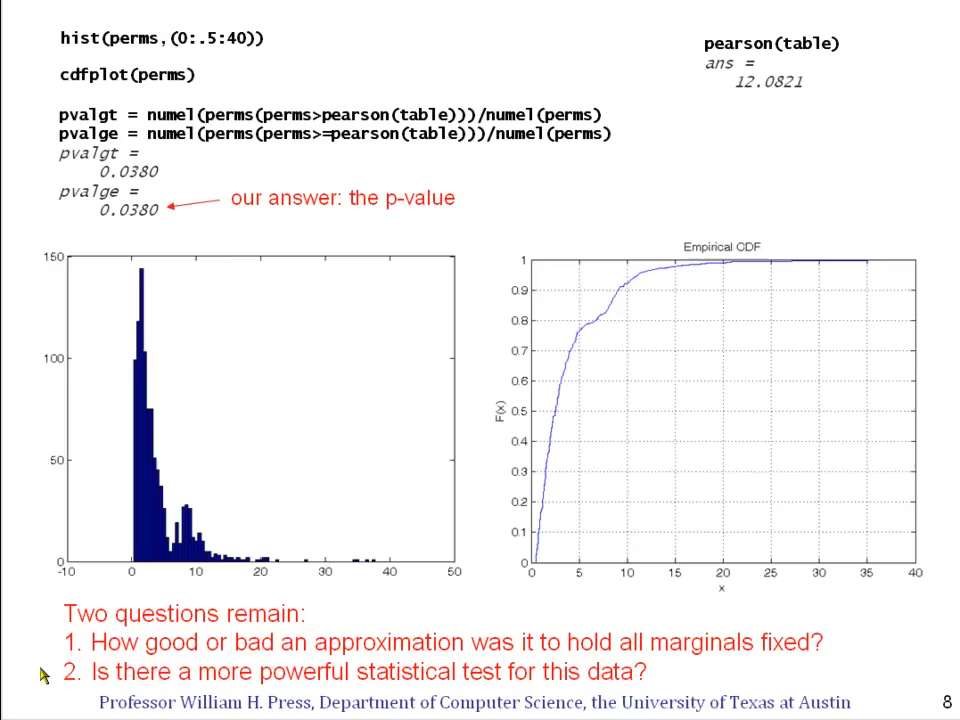 hist(perms,(0:.5:40))
cdfplot(perms)
pearson(table)
ans =
12.0821
pvalgt = numel(perms(perms>pearson(table)))/numel(perms)
pvalge = numel(perms(perms>=pearson(table)))/numel(perms)
pvalgt =
0.0380
pvalge =
0.0380
our answer: the p-value
150
100
50
0
-10 0 10 20 30 40 50
Empirical CDF
1
0.9
0.8
0.7
0.6
0.5
0.4
0.3
0.2
0.1
0
F(x)
0 5 10 15 20 25 30 35 40
x
Two questions remain:
1. How good or bad an approximation was it to hold all marginals fixed?
2. Is there a more powerful statistical test for this data?
Professor William H. Press, Department of Computer Science, the University of Texas at Austin
8